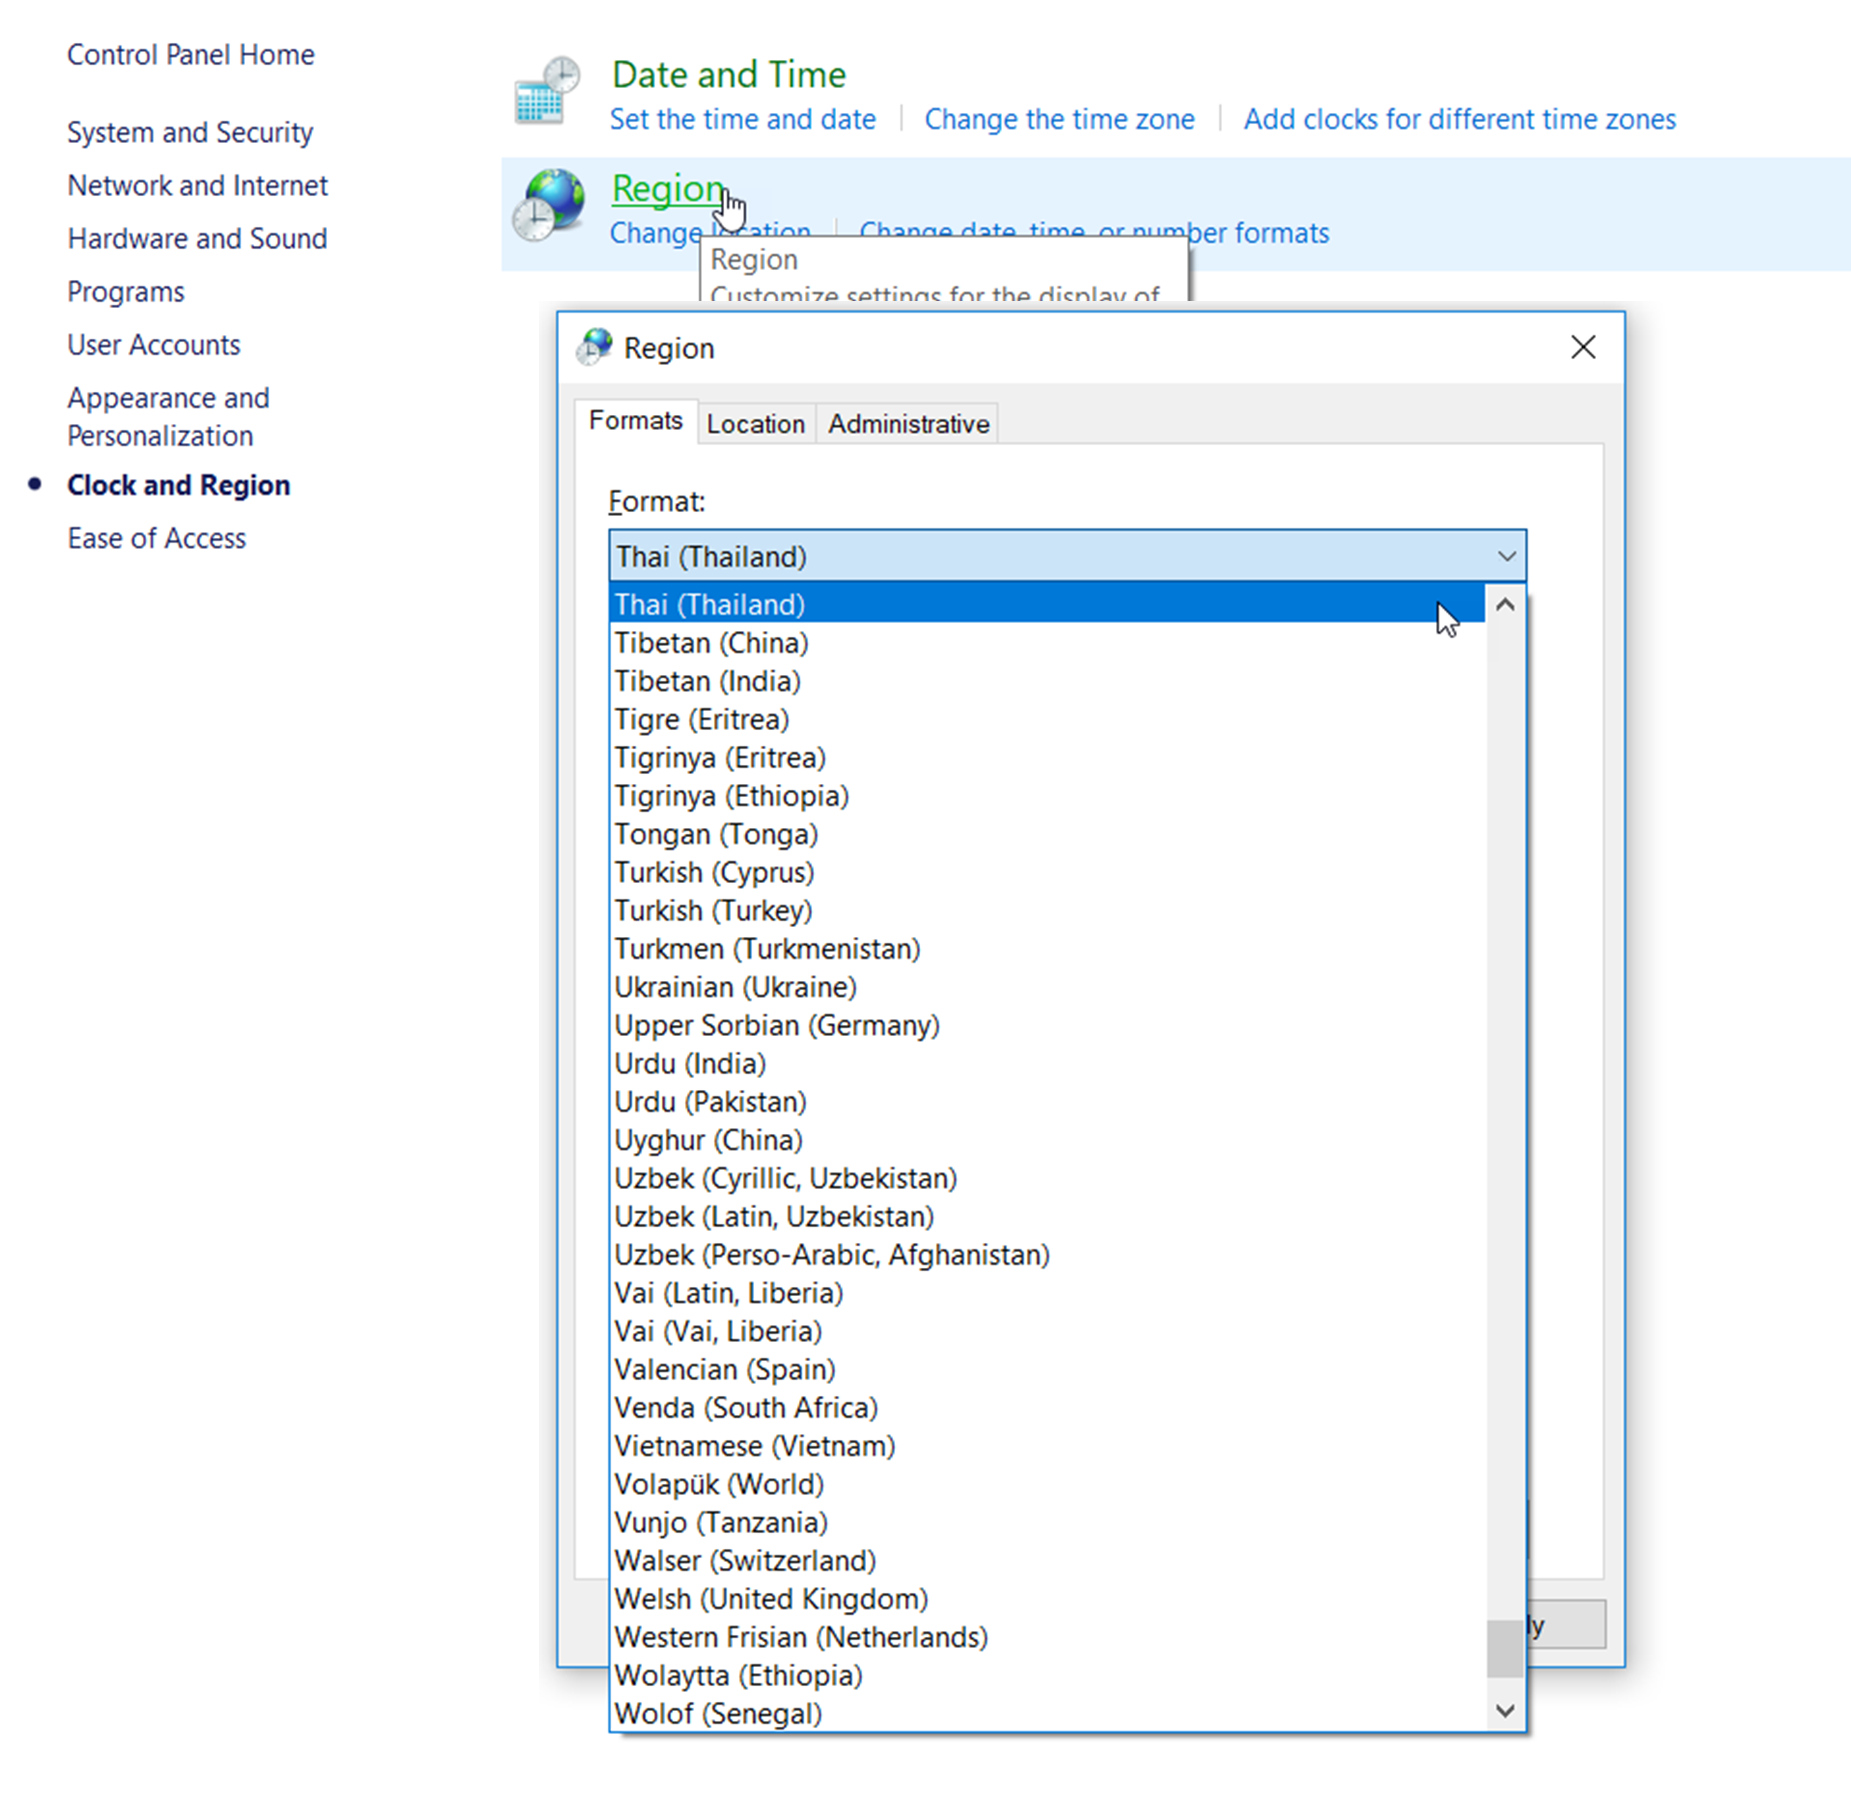 Control Panel Home
System and Security
Network and Internet
Hardware and Sound
Programs
User Accounts
Appearance and
Personalization
Clock and Region
Ease of Access
Date and Time
Set the time and date
Change the time zone
Add clocks for different time zones
Region
Change location
Change date, time, or number formats
Region
Customize settings for the display of
Region
Formats
Location
Administrative
Format:
Thai (Thailand)
Thai (Thailand)
Tibetan (China)
Tibetan (India)
Tigre (Eritrea)
Tigrinya (Eritrea)
Tigrinya (Ethiopia)
Tongan (Tonga)
Turkish (Cyprus)
Turkish (Turkey)
Turkmen (Turkmenistan)
Ukrainian (Ukraine)
Upper Sorbian (Germany)
Urdu (India)
Urdu (Pakistan)
Uyghur (China)
Uzbek (Cyrillic, Uzbekistan)
Uzbek (Latin, Uzbekistan)
Uzbek (Perso-Arabic, Afghanistan)
Vai (Latin, Liberia)
Vai (Vai, Liberia)
Valencian (Spain)
Venda (South Africa)
Vietnamese (Vietnam)
Volapük (World)
Vunjo (Tanzania)
Walser (Switzerland)
Welsh (United Kingdom)
Western Frisian (Netherlands)
Wolaytta (Ethiopia)
Wolof (Senegal)